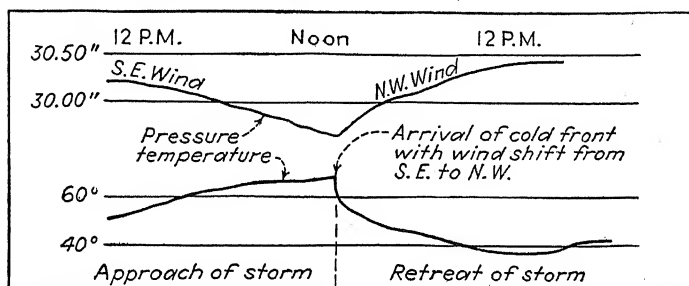 12 P.M. Noon 12 P.M.
30.50"
S.E. Wind N.W. Wind
30.00"
Pressure
temperature
Arrival of cold front
with wind shift from
S.E. to N.W.
60°
40°
Approach of storm Retreat of storm